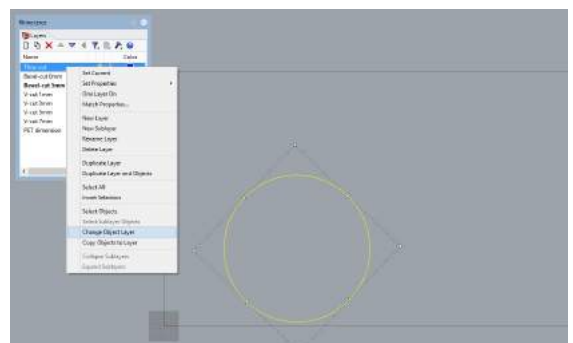 Layers
Name Color
Bevel-cut 6mm
Bevel-cut 3mm
V-cut 1mm
V-cut 3mm
V-cut 5mm
V-cut 7mm
PET dimension
Set Current
Set Properties
One Layer On
Match Properties...
New Layer
New Sublayer
Rename Layer
Delete Layer
Duplicate Layer
Duplicate Layer and Objects
Select All
Invert Selection
Select Objects
Select Sublayer Objects
Change Object Layer
Copy Objects to Layer
Collapse Sublayers
Expand Sublayers